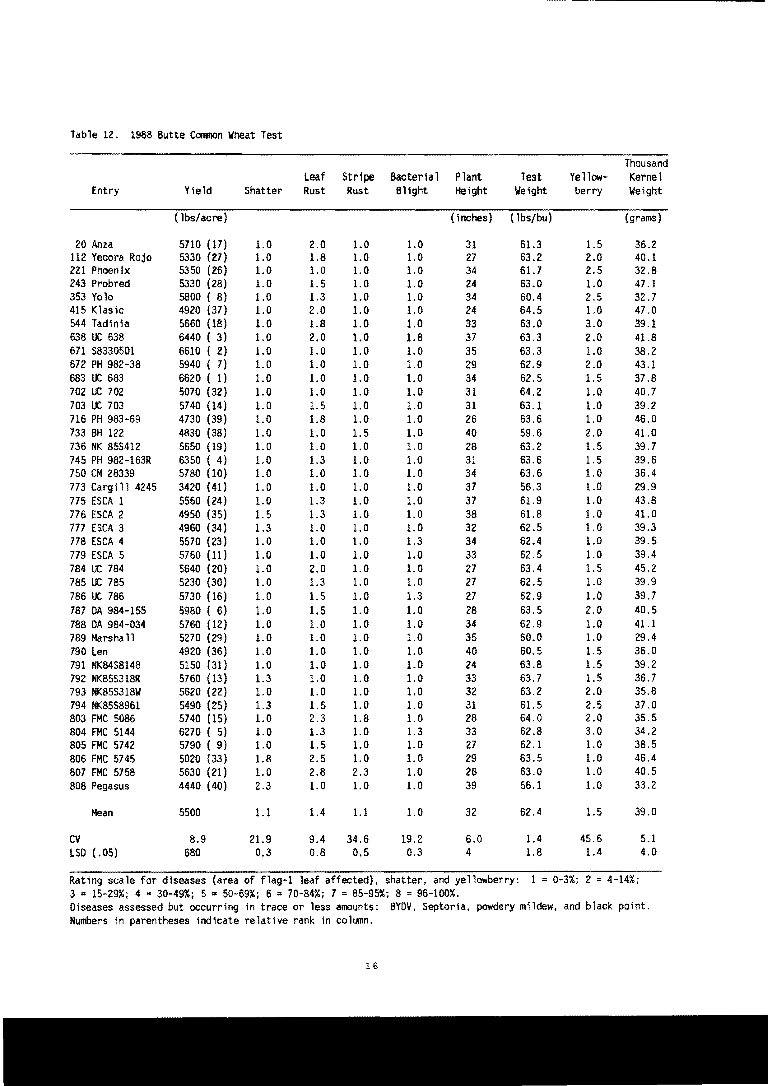 Table 12. 1988 Butte Common Wheat Test
Thousand
Leaf Stripe Bacterial Plant Test Yellow- Kernel
Entry Yield Shatter Rust Rust Blight Height Weight berry Weight
(lbs/acre) (inches) (lbs/bu) (grams)
20 Anza 5710 (17) 1.0 2.0 1.0 1.0 31 61.3 1.5 36.2
112 Yecora Rojo 5330 (27) 1.0 1.8 1.0 1.0 27 63.2 2.0 40.1
221 Phoenix 5350 (26) 1.0 1.0 1.0 1.0 34 61.7 2.5 32.8
243 Probred 5330 (28) 1.0 1.5 1.0 1.0 24 63.0 1.0 47.1
353 Yolo 5800 ( 8) 1.0 1.3 1.0 1.0 34 60.4 2.5 32.7
415 Klasic 4920 (37) 1.0 2.0 1.0 1.0 24 64.5 1.0 47.0
544 Tadinia 5660 (18) 1.0 1.8 1.0 1.0 33 63.0 3.0 39.1
638 UC 638 6440 ( 3) 1.0 2.0 1.0 1.8 37 63.3 2.0 41.8
671 S8330501 6610 ( 2) 1.0 1.0 1.0 1.0 35 63.3 1.0 38.2
672 PH 982-38 5940 ( 7) 1.0 1.0 1.0 1.0 29 62.9 2.0 43.1
683 UC 683 6620 ( 1) 1.0 1.0 1.0 1.0 34 62.5 1.5 37.8
702 UC 702 5070 (32) 1.0 1.0 1.0 1.0 31 64.2 1.0 40.7
703 UC 703 5740 (14) 1.0 1.5 1.0 1.0 31 63.1 1.0 39.2
716 PH 983-69 4730 (39) 1.0 1.8 1.0 1.0 26 63.6 1.0 46.0
733 BH 122 4830 (38) 1.0 1.0 1.5 1.0 40 59.6 2.0 41.0
736 NK 85S412 5650 (19) 1.0 1.0 1.0 1.0 28 63.2 1.5 39.7
745 PH 982-163R 6350 ( 4) 1.0 1.3 1.0 1.0 31 63.6 1.5 39.6
750 CM 28339 5780 (10) 1.0 1.0 1.0 1.0 34 63.6 1.0 36.4
773 Cargill 4245 3420 (41) 1.0 1.0 1.0 1.0 37 56.3 1.0 29.9
775 ESCA 1 5560 (24) 1.0 1.3 1.0 1.0 37 61.9 1.0 43.8
776 ESCA 2 4950 (35) 1.5 1.3 1.0 1.0 38 61.8 1.0 41.0
777 ESCA 3 4960 (34) 1.3 1.0 1.0 1.0 32 62.5 1.0 39.3
778 ESCA 4 5570 (23) 1.0 1.0 1.0 1.3 34 62.4 1.0 39.5
779 ESCA 5 5760 (11) 1.0 1.0 1.0 1.0 33 62.5 1.0 39.4
784 UC 784 5640 (20) 1.0 2.0 1.0 1.0 27 63.4 1.5 45.2
785 UC 785 5230 (30) 1.0 1.3 1.0 1.0 27 62.5 1.0 39.9
786 UC 786 5730 (16) 1.0 1.5 1.0 1.3 27 62.9 1.0 39.7
787 DA 984-155 5980 ( 6) 1.0 1.5 1.0 1.0 28 63.5 2.0 40.5
788 DA 984-034 5760 (12) 1.0 1.0 1.0 1.0 34 62.9 1.0 41.1
789 Marshall 5270 (29) 1.0 1.0 1.0 1.0 35 60.0 1.0 29.4
790 Len 4920 (36) 1.0 1.0 1.0 1.0 40 60.5 1.5 36.0
791 NK84S8148 5150 (31) 1.0 1.0 1.0 1.0 24 63.8 1.5 39.2
792 NK85S318R 5760 (13) 1.3 1.0 1.0 1.0 33 63.7 1.5 36.7
793 NK85S318W 5620 (22) 1.0 1.0 1.0 1.0 32 63.2 2.0 35.8
794 NK85S8961 5490 (25) 1.3 1.5 1.0 1.0 31 61.5 2.5 37.0
803 FMC 5086 5740 (15) 1.0 2.3 1.8 1.0 28 64.0 2.0 35.5
804 FMC 5144 6270 ( 5) 1.0 1.3 1.0 1.3 33 62.8 3.0 34.2
805 FMC 5742 5790 ( 9) 1.0 1.5 1.0 1.0 27 62.1 1.0 38.5
806 FMC 5745 5020 (33) 1.8 2.5 1.0 1.0 29 63.5 1.0 46.4
807 FMC 5758 5630 (21) 1.0 2.8 2.3 1.0 26 63.0 1.0 40.5
808 Pegasus 4440 (40) 2.3 1.0 1.0 1.0 39 56.1 1.0 33.2
Mean 5500 1.1 1.4 1.1 1.0 32 62.4 1.5 39.0
CV 8.9 21.9 9.4 34.6 19.2 6.0 1.4 45.6 5.1
LSD (.05) 680 0.3 0.8 0.5 0.3 4 1.8 1.4 4.0
Rating scale for diseases (area of flag-1 leaf affected), shatter, and yellowberry: 1 = 0-3%; 2 = 4-14%;
3 = 15-29%; 4 = 30-49%; 5 = 50-69%; 6 = 70-84%; 7 = 85-95%; 8 = 96-100%.
Diseases assessed but occurring in trace or less amounts: BYDV, Septoria, powdery mildew, and black point.
Numbers in parentheses indicate relative rank in column.
16